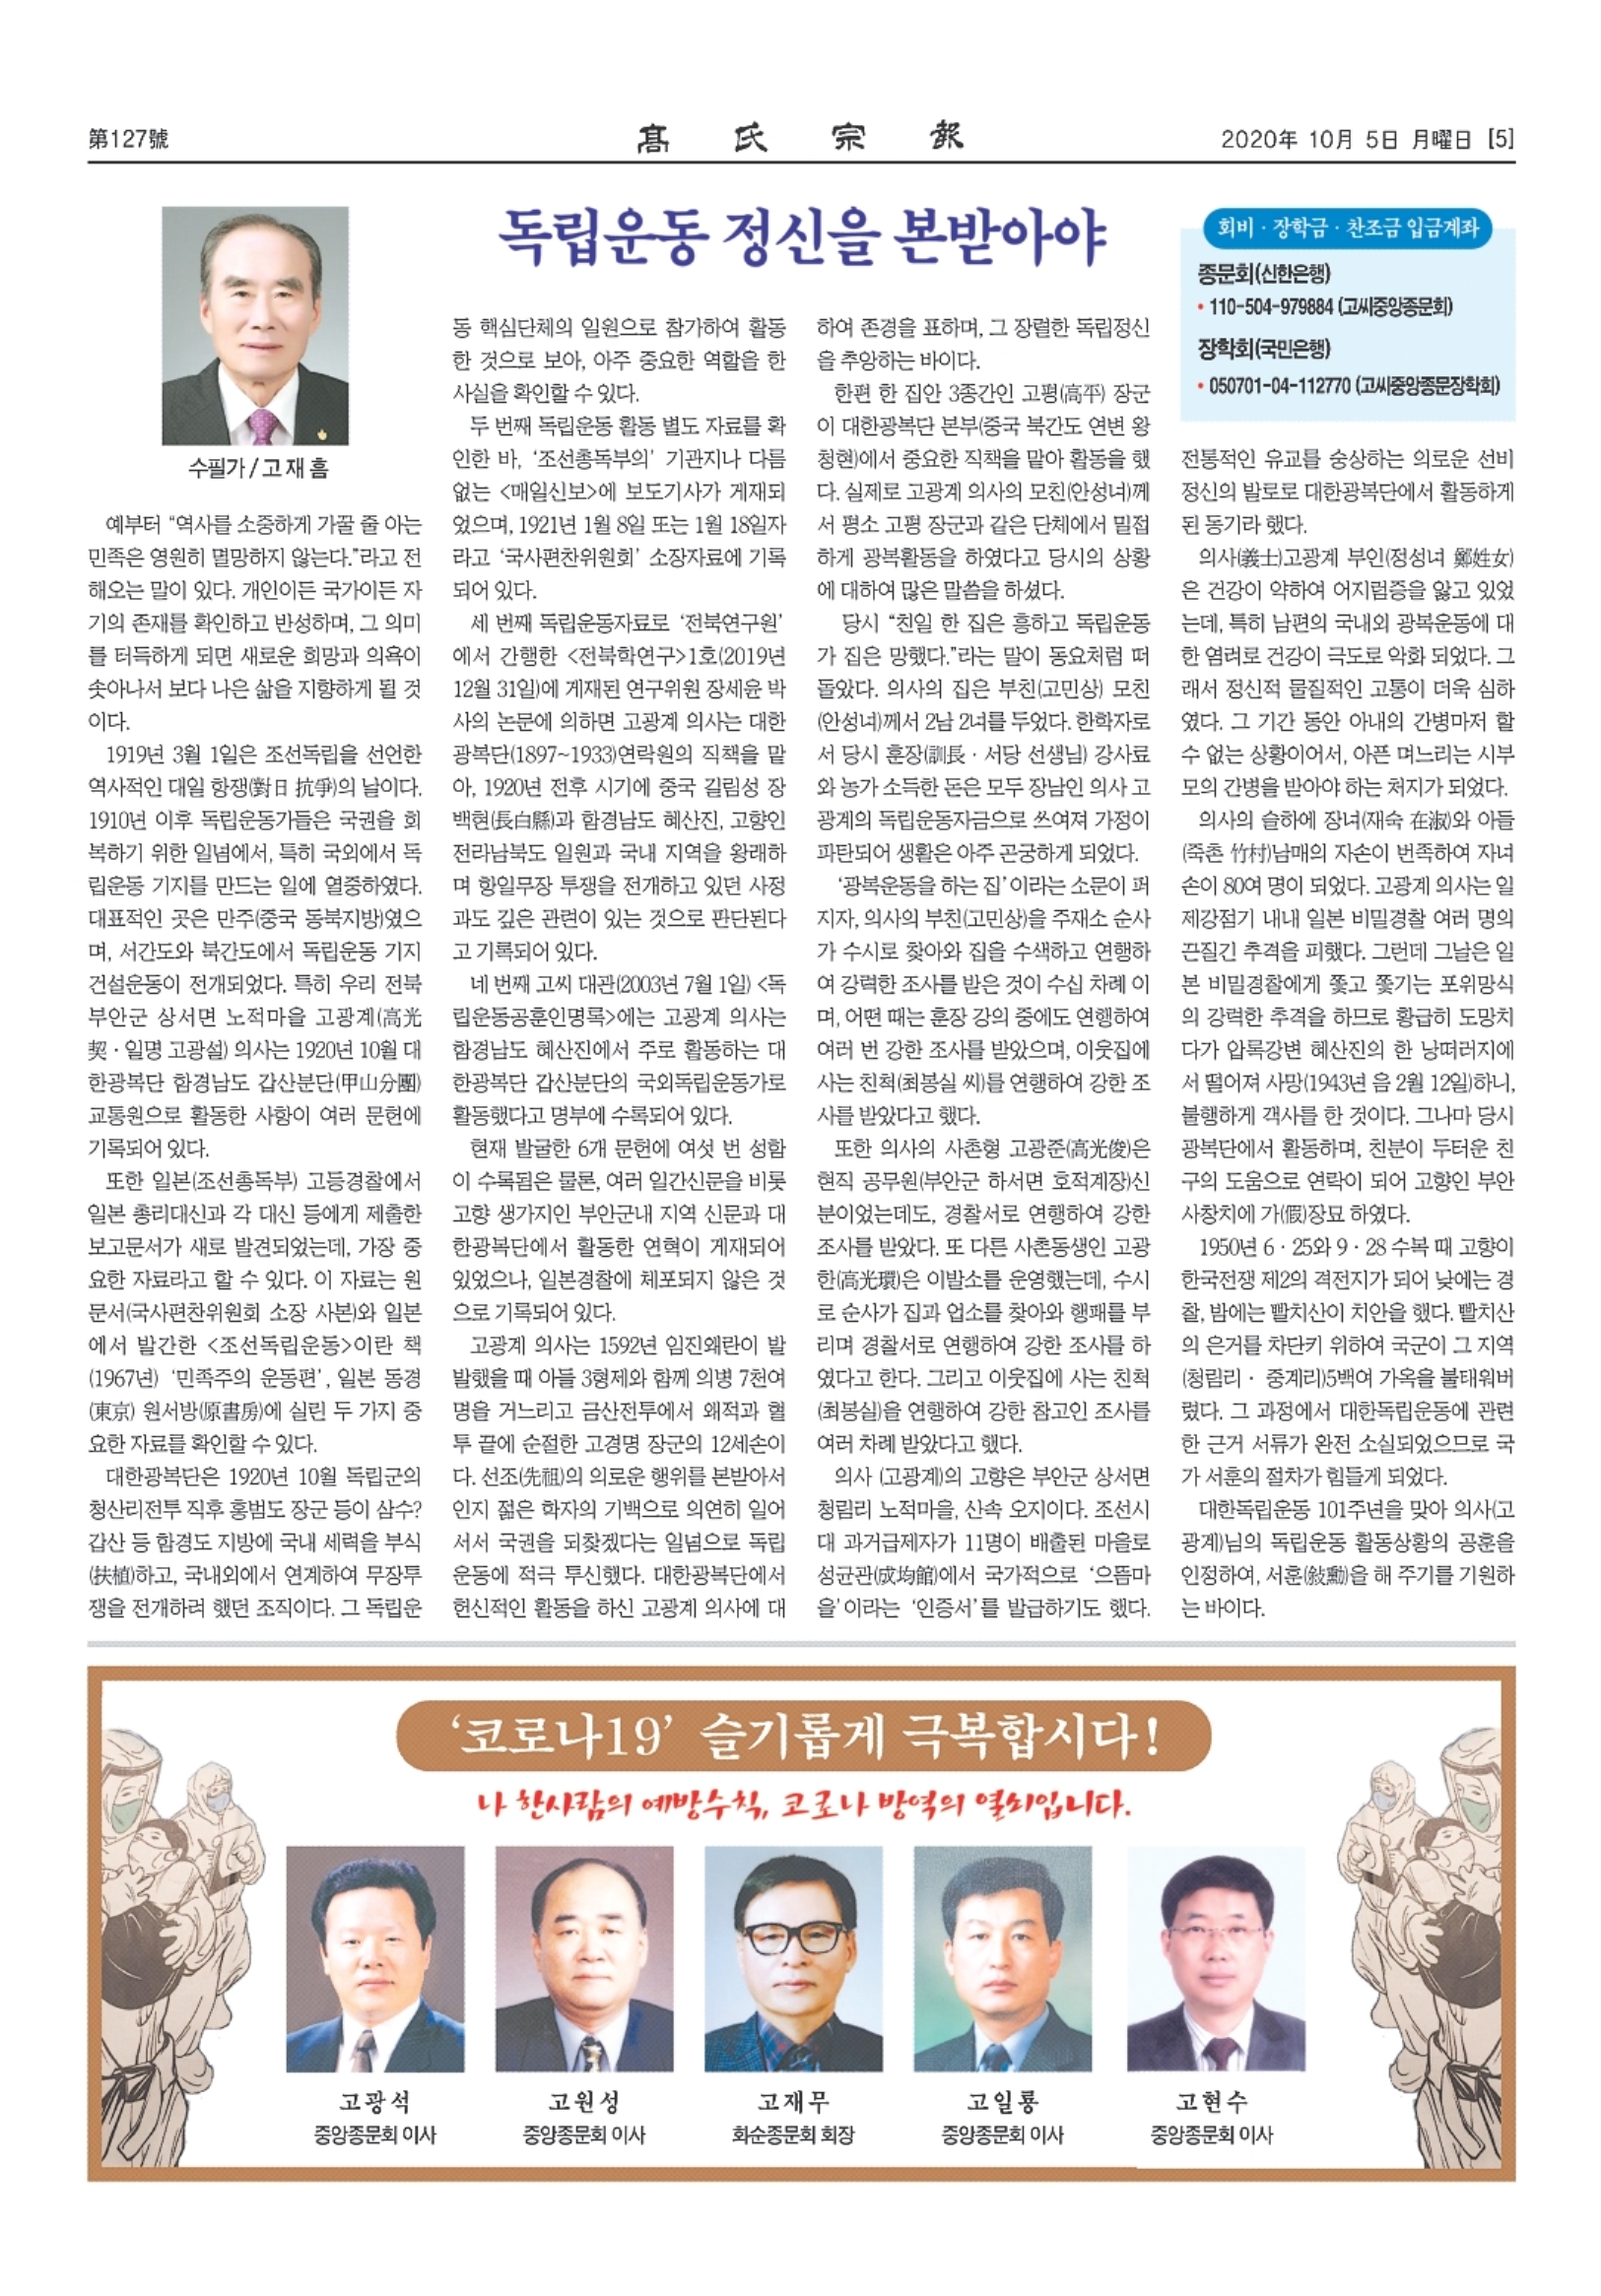 第127號
髙氏宗報
2020年 10月 5日 月曜日 [5]
독립운동 정신을 본받아야
수필가 / 고 재 흠
예부터 “역사를 소중하게 가꿀 줄 아는
민족은 영원히 멸망하지 않는다.”라고 전
해오는 말이 있다. 개인이든 국가이든 자
기의 존재를 확인하고 반성하며, 그 의미
를 터득하게 되면 새로운 희망과 의욕이
솟아나서 보다 나은 삶을 지향하게 될 것
이다.
1919년 3월 1일은 조선독립을 선언한
역사적인 대일 항쟁(對日 抗爭)의 날이다.
1910년 이후 독립운동가들은 국권을 회
복하기 위한 일념에서, 특히 국외에서 독
립운동 기지를 만드는 일에 열중하였다.
대표적인 곳은 만주(중국 동북지방)였으
며, 서간도와 북간도에서 독립운동 기지
건설운동이 전개되었다. 특히 우리 전북
부안군 상서면 노적마을 고광계(高光
契 · 일명 고광설) 의사는 1920년 10월 대
한광복단 함경남도 갑산분단(甲山分團)
교통원으로 활동한 사항이 여러 문헌에
기록되어 있다.
또한 일본(조선총독부) 고등경찰에서
일본 총리대신과 각 대신 등에게 제출한
보고문서가 새로 발견되었는데, 가장 중
요한 자료라고 할 수 있다. 이 자료는 원
문서(국사편찬위원회 소장 사본)와 일본
에서 발간한 <조선독립운동>이란 책
(1967년) ‘민족주의 운동편’, 일본 동경
(東京) 원서방(原書房)에 실린 두 가지 중
요한 자료를 확인할 수 있다.
대한광복단은 1920년 10월 독립군의
청산리전투 직후 홍범도 장군 등이 삼수?
갑산 등 함경도 지방에 국내 세력을 부식
(扶植)하고, 국내외에서 연계하여 무장투
쟁을 전개하려 했던 조직이다. 그 독립운
동 핵심단체의 일원으로 참가하여 활동
한 것으로 보아, 아주 중요한 역할을 한
사실을 확인할 수 있다.
두 번째 독립운동 활동 별도 자료를 확
인한 바, ‘조선총독부의’ 기관지나 다름
없는 <매일신보>에 보도기사가 게재되
었으며, 1921년 1월 8일 또는 1월 18일자
라고 ‘국사편찬위원회’ 소장자료에 기록
되어 있다.
세 번째 독립운동자료로 ‘전북연구원’
에서 간행한 <전북학연구>1호(2019년
12월 31일)에 게재된 연구위원 장세윤 박
사의 논문에 의하면 고광계 의사는 대한
광복단(1897~1933)연락원의 직책을 맡
아, 1920년 전후 시기에 중국 길림성 장
백현(長白縣)과 함경남도 혜산진, 고향인
전라남북도 일원과 국내 지역을 왕래하
며 항일무장 투쟁을 전개하고 있던 사정
과도 깊은 관련이 있는 것으로 판단된다
고 기록되어 있다.
네 번째 고씨 대관(2003년 7월 1일) <독
립운동공훈인명록>에는 고광계 의사는
함경남도 혜산진에서 주로 활동하는 대
한광복단 갑산분단의 국외독립운동가로
활동했다고 명부에 수록되어 있다.
현재 발굴한 6개 문헌에 여섯 번 성함
이 수록됨은 물론, 여러 일간신문을 비롯
고향 생가지인 부안군내 지역 신문과 대
한광복단에서 활동한 연혁이 게재되어
있었으나, 일본경찰에 체포되지 않은 것
으로 기록되어 있다.
고광계 의사는 1592년 임진왜란이 발
발했을 때 아들 3형제와 함께 의병 7천여
명을 거느리고 금산전투에서 왜적과 혈
투 끝에 순절한 고경명 장군의 12세손이
다. 선조(先祖)의 의로운 행위를 본받아서
인지 젊은 학자의 기백으로 의연히 일어
서서 국권을 되찾겠다는 일념으로 독립
운동에 적극 투신했다. 대한광복단에서
헌신적인 활동을 하신 고광계 의사에 대
하여 존경을 표하며, 그 장렬한 독립정신
을 추앙하는 바이다.
한편 한 집안 3종간인 고평(高平) 장군
이 대한광복단 본부(중국 북간도 연변 왕
청현)에서 중요한 직책을 맡아 활동을 했
다. 실제로 고광계 의사의 모친(안성녀)께
서 평소 고평 장군과 같은 단체에서 밀접
하게 광복활동을 하였다고 당시의 상황
에 대하여 많은 말씀을 하셨다.
당시 “친일 한 집은 흥하고 독립운동
가 집은 망했다.”라는 말이 동요처럼 떠
돌았다. 의사의 집은 부친(고민상) 모친
(안성녀)께서 2남 2녀를 두었다. 한학자로
서 당시 훈장(訓長 · 서당 선생님) 강사료
와 농가 소득한 돈은 모두 장남인 의사 고
광계의 독립운동자금으로 쓰여져 가정이
파탄되어 생활은 아주 곤궁하게 되었다.
‘광복운동을 하는 집’이라는 소문이 퍼
지자, 의사의 부친(고민상)을 주재소 순사
가 수시로 찾아와 집을 수색하고 연행하
여 강력한 조사를 받은 것이 수십 차례 이
며, 어떤 때는 훈장 강의 중에도 연행하여
여러 번 강한 조사를 받았으며, 이웃집에
사는 친척(최봉실 씨)를 연행하여 강한 조
사를 받았다고 했다.
또한 의사의 사촌형 고광준(高光俊)은
현직 공무원(부안군 하서면 호적계장)신
분이었는데도, 경찰서로 연행하여 강한
조사를 받았다. 또 다른 사촌동생인 고광
한(高光環)은 이발소를 운영했는데, 수시
로 순사가 집과 업소를 찾아와 행패를 부
리며 경찰서로 연행하여 강한 조사를 하
였다고 한다. 그리고 이웃집에 사는 친척
(최봉실)을 연행하여 강한 참고인 조사를
여러 차례 받았다고 했다.
의사 (고광계)의 고향은 부안군 상서면
청림리 노적마을, 산속 오지이다. 조선시
대 과거급제자가 11명이 배출된 마을로
성균관(成均館)에서 국가적으로 ‘으뜸마
을’이라는 ‘인증서’를 발급하기도 했다.
회비 · 장학금 · 찬조금 입금계좌
종문회(신한은행)
• 110-504-979884 (고씨중앙종문회)
장학회(국민은행)
• 050701-04-112770 (고씨중앙종문장학회)
전통적인 유교를 숭상하는 의로운 선비
정신의 발로로 대한광복단에서 활동하게
된 동기라 했다.
의사(義士)고광계 부인(정성녀 鄭姓女)
은 건강이 약하여 어지럼증을 앓고 있었
는데, 특히 남편의 국내외 광복운동에 대
한 염려로 건강이 극도로 악화 되었다. 그
래서 정신적 물질적인 고통이 더욱 심하
였다. 그 기간 동안 아내의 간병마저 할
수 없는 상황이어서, 아픈 며느리는 시부
모의 간병을 받아야 하는 처지가 되었다.
의사의 슬하에 장녀(재숙 在淑)와 아들
(죽촌 竹村)남매의 자손이 번족하여 자녀
손이 80여 명이 되었다. 고광계 의사는 일
제강점기 내내 일본 비밀경찰 여러 명의
끈질긴 추격을 피했다. 그런데 그날은 일
본 비밀경찰에게 쫓고 쫓기는 포위망식
의 강력한 추격을 하므로 황급히 도망치
다가 압록강변 혜산진의 한 낭떠러지에
서 떨어져 사망(1943년 음 2월 12일)하니,
불행하게 객사를 한 것이다. 그나마 당시
광복단에서 활동하며, 친분이 두터운 친
구의 도움으로 연락이 되어 고향인 부안
사창치에 가(假)장묘 하였다.
1950년 6 · 25와 9 · 28 수복 때 고향이
한국전쟁 제2의 격전지가 되어 낮에는 경
찰, 밤에는 빨치산이 치안을 했다. 빨치산
의 은거를 차단키 위하여 국군이 그 지역
(청림리 · 중계리)5백여 가옥을 불태워버
렸다. 그 과정에서 대한독립운동에 관련
한 근거 서류가 완전 소실되었으므로 국
가 서훈의 절차가 힘들게 되었다.
대한독립운동 101주년을 맞아 의사(고
광계)님의 독립운동 활동상황의 공훈을
인정하여, 서훈(敍勳)을 해 주기를 기원하
는 바이다.
‘코로나19’ 슬기롭게 극복합시다!
나 한사람의 예방수칙, 코로나 방역의 열쇠입니다.
고광석
중앙종문회 이사
고원성
중앙종문회 이사
고재무
화순종문회 회장
고일룡
중앙종문회 이사
고현수
중앙종문회 이사